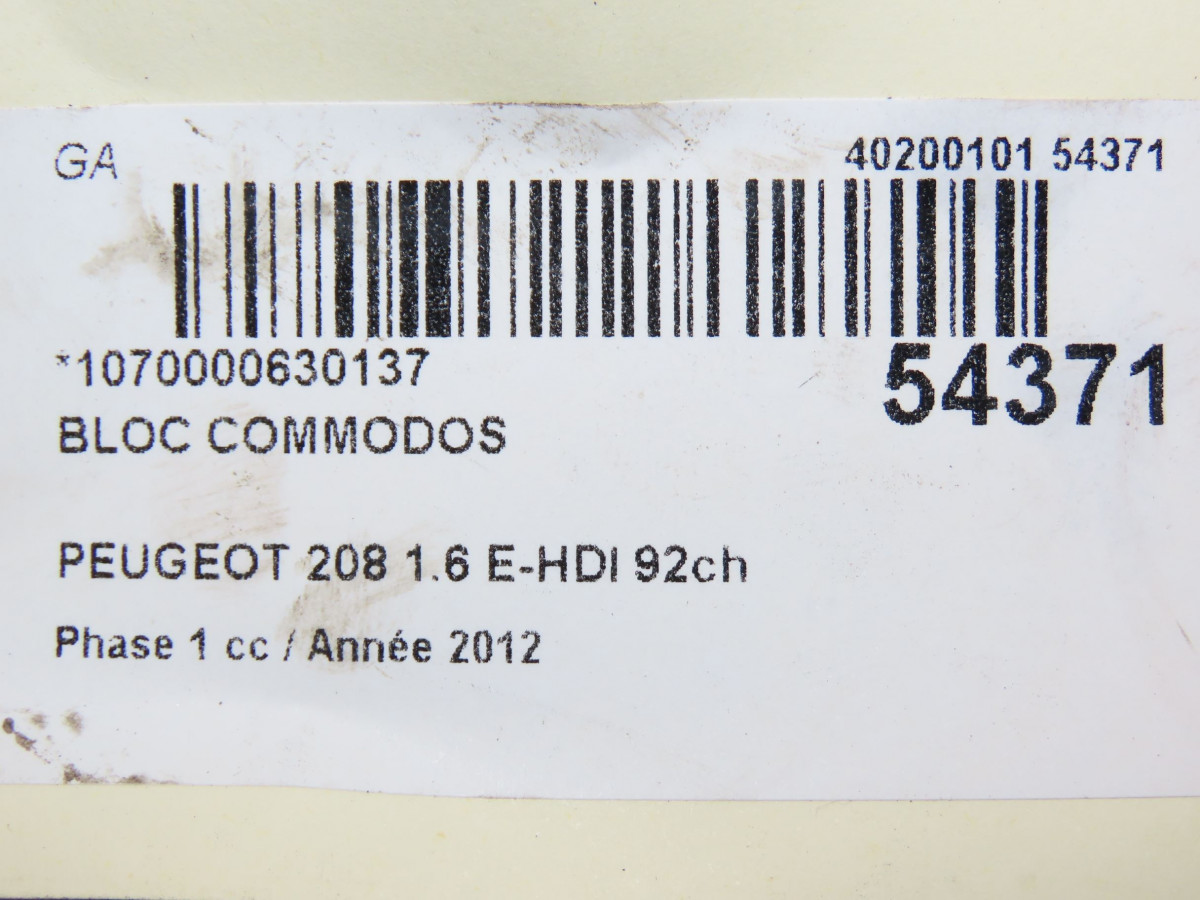 GA 40200101 54371
*1070000630137 54371
BLOC COMMODOS
PEUGEOT 208 1.6 E-HDI 92ch
Phase 1 cc / Année 2012